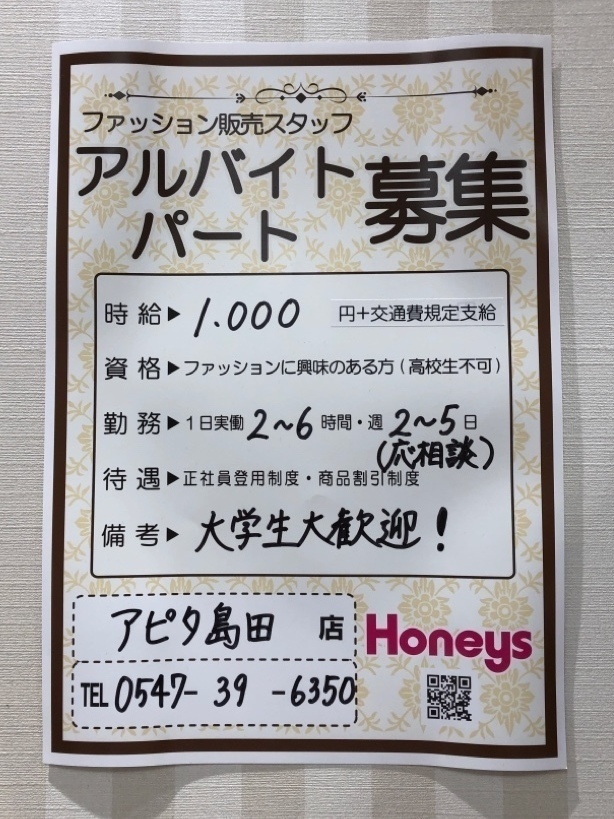 ファッション販売スタッフ
アルバイト
パート
募集
時給▶1.000 円+交通費規定支給
資格▶ファッションに興味のある方(高校生不可)
勤務▶1日実働2〜6時間・週2〜5日
(応相談)
待遇▶正社員登用制度・商品割引制度
備考▶大学生大歓迎!
アピタ島田 店
Honeys
TEL 0547-39-6350